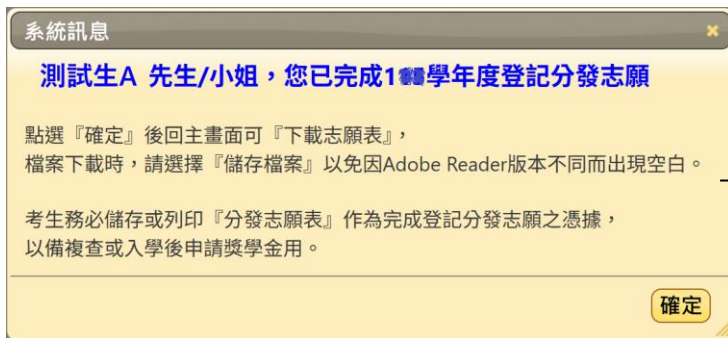 系統訊息
測試生A 先生/小姐,您已完成1學年度登記分發志願
點選『確定』後回主畫面可『下載志願表』,
檔案下載時,請選擇『儲存檔案』以免因Adobe Reader版本不同而出現空白。
考生務必儲存或列印『分發志願表』作為完成登記分發志願之憑據,
以備複查或入學後申請獎學金用。
確定